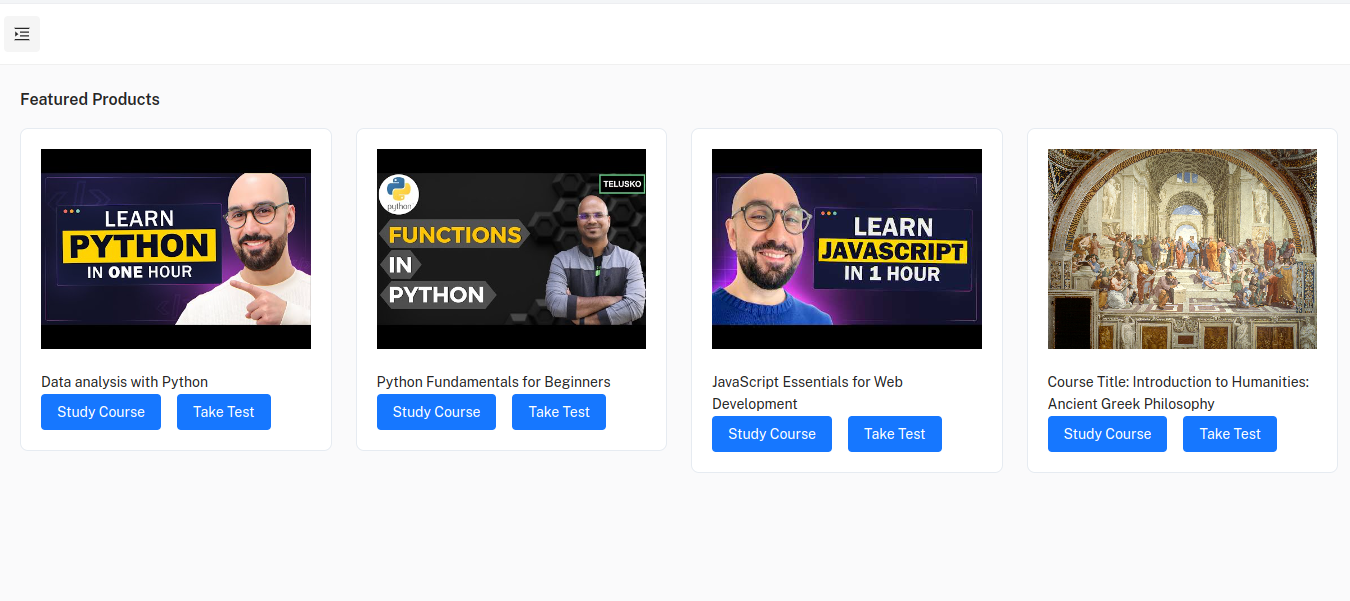 Featured Products
LEARN
PYTHON
IN ONE HOUR
Data analysis with Python
Study Course
Take Test
python
TELUSKO
FUNCTIONS
IN
PYTHON
Python Fundamentals for Beginners
Study Course
Take Test
LEARN
JAVASCRIPT
IN 1 HOUR
JavaScript Essentials for Web
Development
Study Course
Take Test
Course Title: Introduction to Humanities:
Ancient Greek Philosophy
Study Course
Take Test